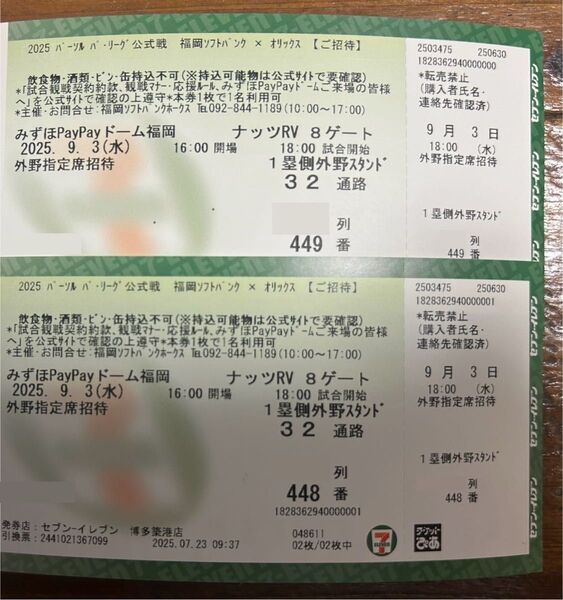 2025 パーソル パ・リーグ公式戦 福岡ソフトバンク × オリックス 【ご招待】
飲食物・酒類・ビン・缶持込不可(※持込可能物は公式サイトで要確認)
*「試合観戦契約約款、観戦マナー・応援ルール、みずほPayPayドームご来場の皆様
へ」を公式サイトで確認の上遵守*本券1枚で1名利用可
*主催・お問合せ:福岡ソフトバンクホークス ℡092-844-1189(10:00~17:00)
みずほPayPayドーム福岡 ナッツRV 8ゲート
2025. 9. 3(水) 16:00 開場 18:00 試合開始
外野指定席招待 1塁側外野スタンド
32 通路
列
449 番
2503475 250630
1828362940000000
*転売禁止
(購入者氏名・
連絡先確認済)
9 月 3 日
18:00 (水)
1塁側外野スタンド
列
449 番
セブン-イレブン
2025 パーソル パ・リーグ公式戦 福岡ソフトバンク × オリックス 【ご招待】
飲食物・酒類・ビン・缶持込不可(※持込可能物は公式サイトで要確認)
*「試合観戦契約約款、観戦マナー・応援ルール、みずほPayPayドームご来場の皆様
へ」を公式サイトで確認の上遵守*本券1枚で1名利用可
*主催・お問合せ:福岡ソフトバンクホークス ℡092-844-1189(10:00~17:00)
みずほPayPayドーム福岡 ナッツRV 8ゲート
2025. 9. 3(水) 16:00 開場 18:00 試合開始
外野指定席招待 1塁側外野スタンド
32 通路
列
448 番
1828362940000001
発券店:セブン-イレブン 博多築港店 048611
引換票:2441021367099 2025.07.23 09:37 02枚/02枚中
7
ELEVEN
2503475 250630
1828362940000001
*転売禁止
(購入者氏名・
連絡先確認済)
9 月 3 日
18:00 (水)
1塁側外野スタンド
列
448 番
ぴあ
セブン-イレブン